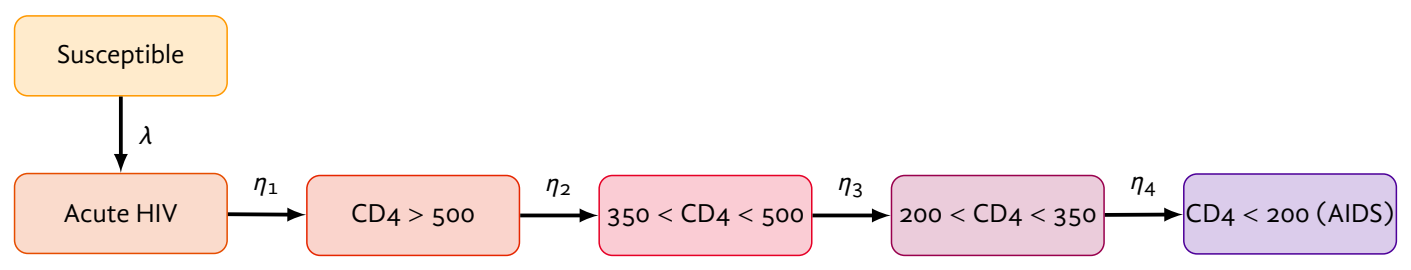 Susceptible
λ
Acute HIV
η1
CD4 > 500
η2
350 < CD4 < 500
η3
200 < CD4 < 350
η4
CD4 < 200 (AIDS)